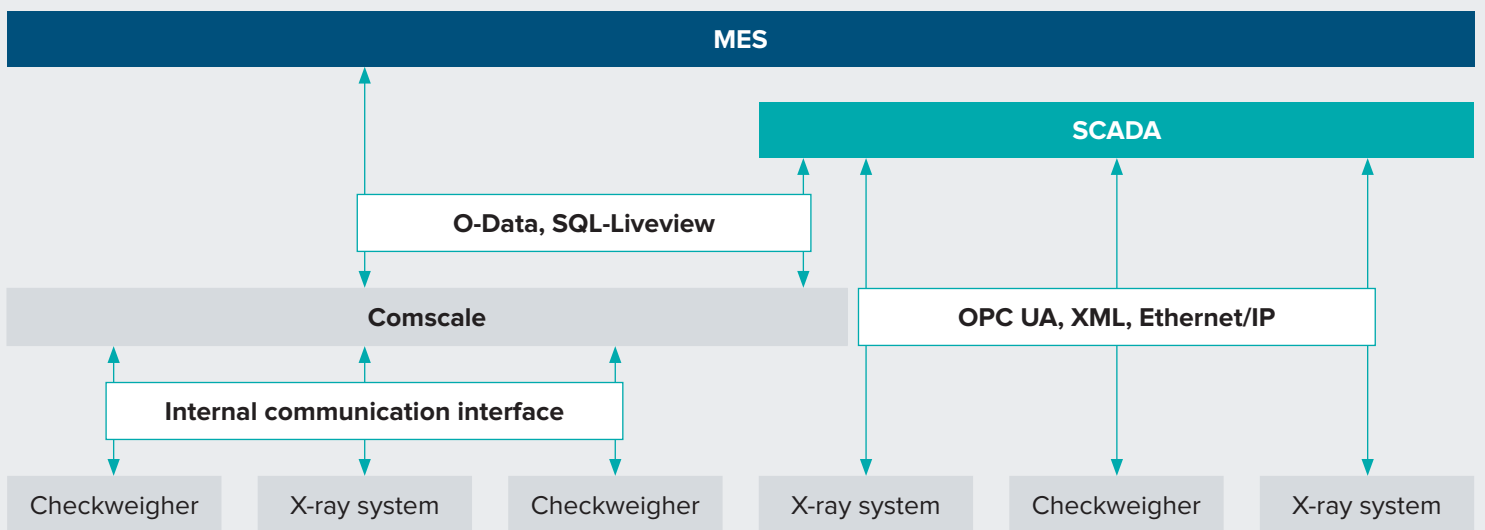 MES
SCADA
O-Data, SQL-Liveview
Comscale
OPC UA, XML, Ethernet/IP
Internal communication interface
Checkweigher
X-ray system
Checkweigher
X-ray system
Checkweigher
X-ray system